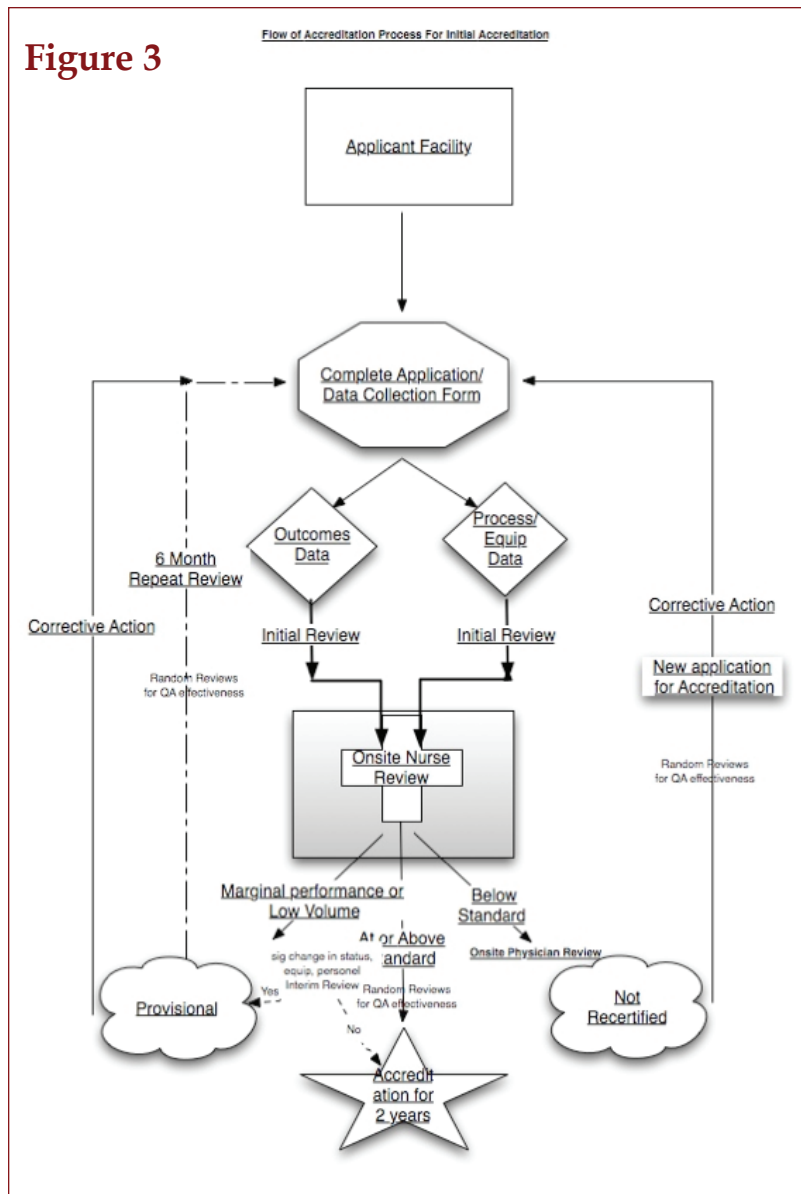 Flow of Accreditation Process For Initial Accreditation
Figure 3
Applicant Facility
Complete Application/
Data Collection Form
Outcomes
Data
Process/
Equip
Data
6 Month
Repeat Review
Corrective Action
Initial Review
Initial Review
Corrective Action
New application
for Accreditation
Random Reviews
for QA effectiveness
Onsite Nurse
Review
Random Reviews
for QA effectiveness
Marginal performance or
Low Volume
Below
Standard
At or Above
Standard
Onsite Physician Review
sig change in status,
equip, personel
Interim Review
Yes
Random Reviews
for QA effectiveness
No
Provisional
Not
Recertified
Accredit
ation for
2 years